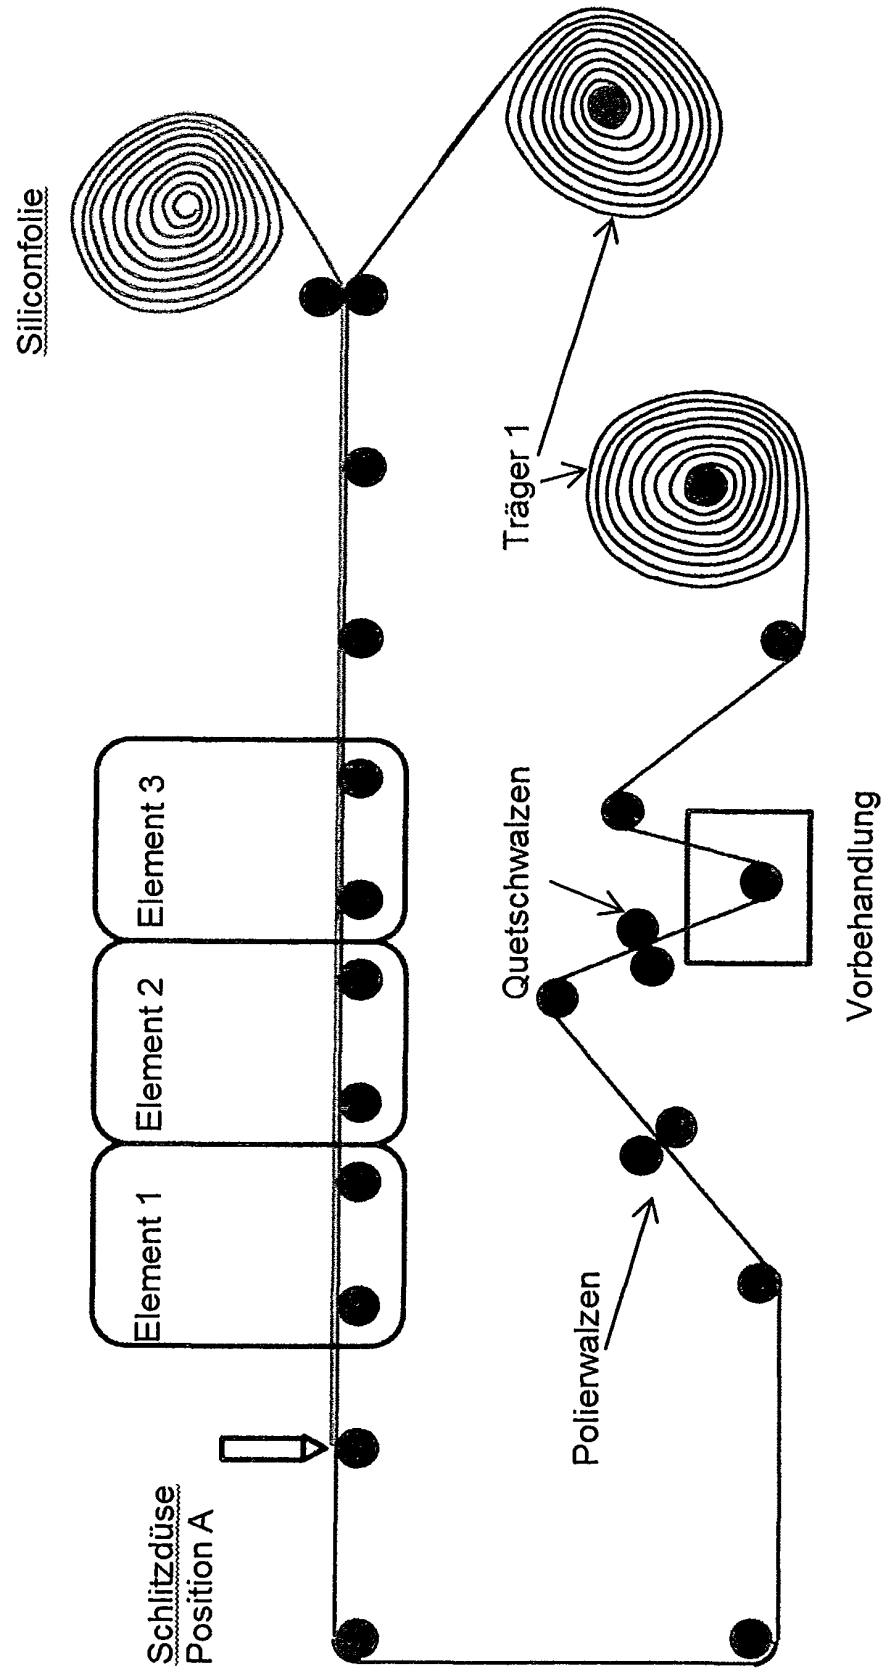 Siliconfolie
Träger 1
Element 3
Element 2
Element 1
Quetschwalzen
Vorbehandlung
Polierwalzen
Schlitzdüse
Position A